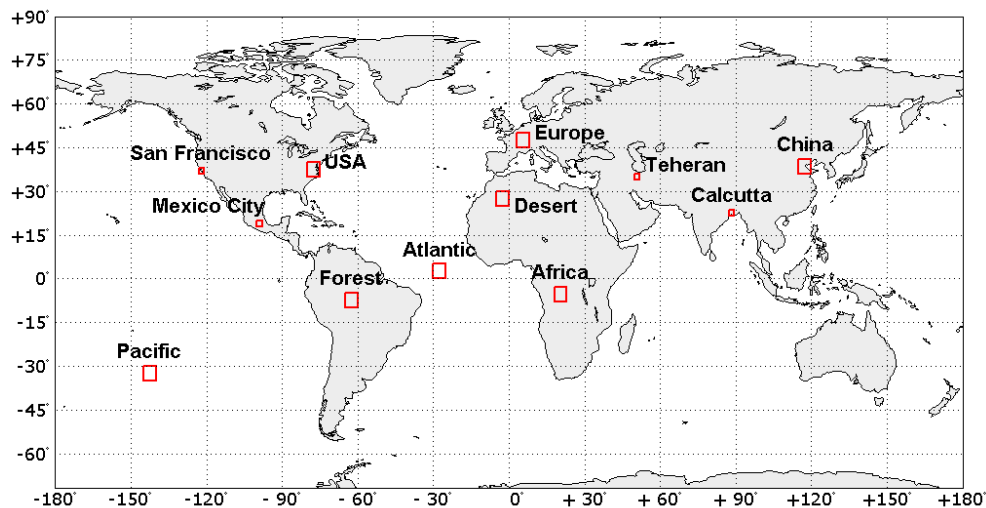 +90°
+75°
+60°
+45°
+30°
+15°
0°
-15°
-30°
-45°
-60°
Europe
China
San Francisco
USA
Teheran
Mexico City
Desert
Calcutta
Atlantic
Forest
Africa
Pacific
-180 -150 -120 -90 -60 -30 0° + 30 + 60 + 90 +120 +150° +180°